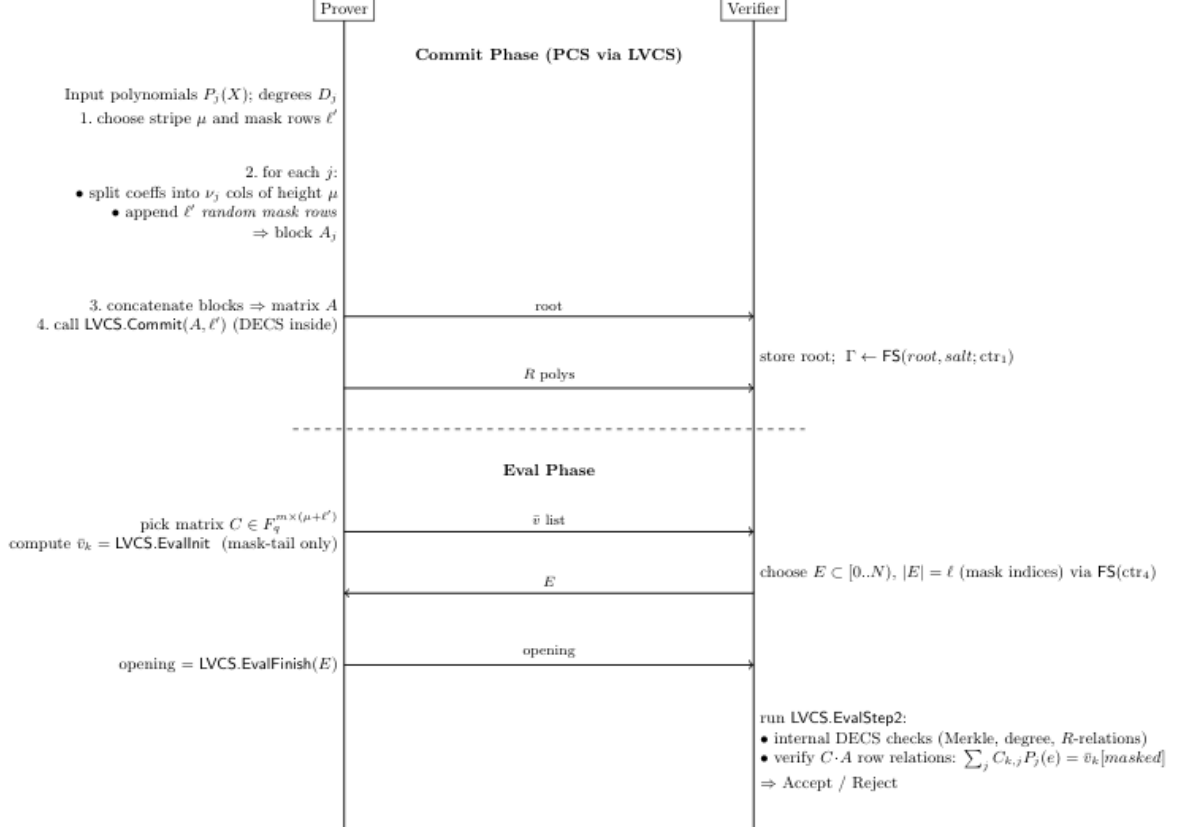 Prover
Verifier
Commit Phase (PCS via LVCS)
Input polynomials P_j(X); degrees D_j
1. choose stripe μ and mask rows ℓ′
2. for each j:
• split coeffs into ν_j cols of height μ
• append ℓ′ random mask rows
⇒ block A_j
3. concatenate blocks ⇒ matrix A
4. call LVCS.Commit(A, ℓ′) (DECS inside)
root
store root; Γ ← FS(root, salt; ctr₁)
R polys
Eval Phase
pick matrix C ∈ F_q^{m×(μ+ℓ′)}
compute v̄_k = LVCS.EvalInit (mask-tail only)
v̄ list
choose E ⊂ [0..N), |E| = ℓ (mask indices) via FS(ctr₄)
E
opening = LVCS.EvalFinish(E)
opening
run LVCS.EvalStep2:
• internal DECS checks (Merkle, degree, R-relations)
• verify C·A row relations: ∑_j C_{k,j} P_j(e) = v̄_k[masked]
⇒ Accept / Reject